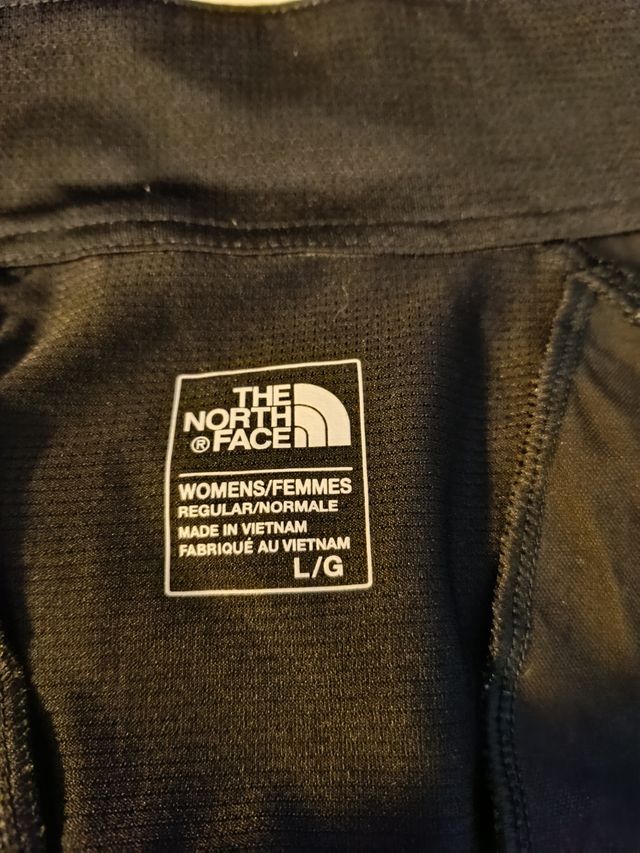 THE
NORTH
® FACE
WOMENS/FEMMES
REGULAR/NORMALE
MADE IN VIETNAM
FABRIQUÉ AU VIETNAM
L/G